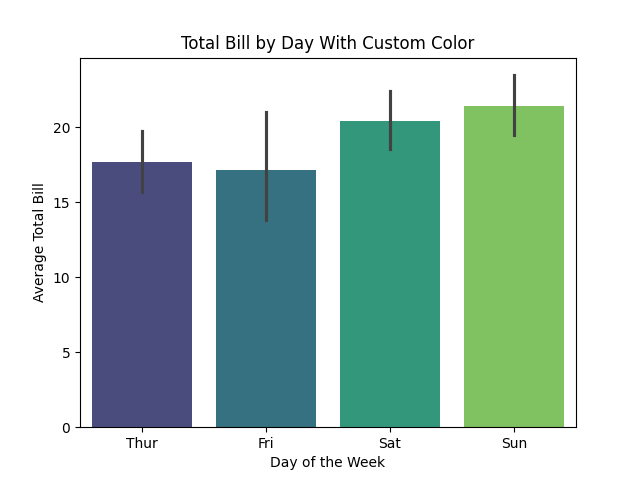 Total Bill by Day With Custom Color
Average Total Bill
20
15
10
5
0
Thur Fri Sat Sun
Day of the Week